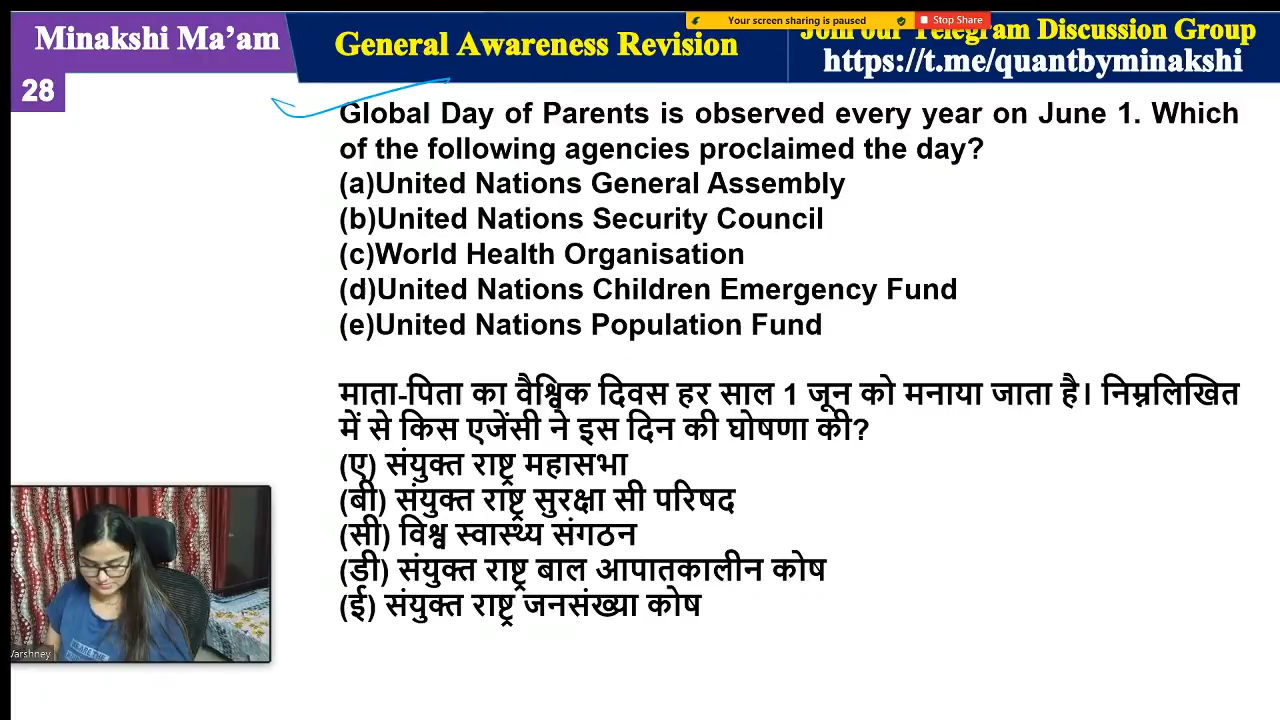 Minakshi Ma'am
General Awareness Revision
Your screen sharing is paused
Stop Share
Join our Telegram Discussion Group
https://t.me/quantbyminakshi
28
Global Day of Parents is observed every year on June 1. Which
of the following agencies proclaimed the day?
(a)United Nations General Assembly
(b)United Nations Security Council
(c)World Health Organisation
(d)United Nations Children Emergency Fund
(e)United Nations Population Fund
माता-पिता का वैश्विक दिवस हर साल 1 जून को मनाया जाता है। निम्नलिखित
में से किस एजेंसी ने इस दिन की घोषणा की?
(ए) संयुक्त राष्ट्र महासभा
(बी) संयुक्त राष्ट्र सुरक्षा सी परिषद
(सी) विश्व स्वास्थ्य संगठन
(डी) संयुक्त राष्ट्र बाल आपातकालीन कोष
(ई) संयुक्त राष्ट्र जनसंख्या कोष
Varshney